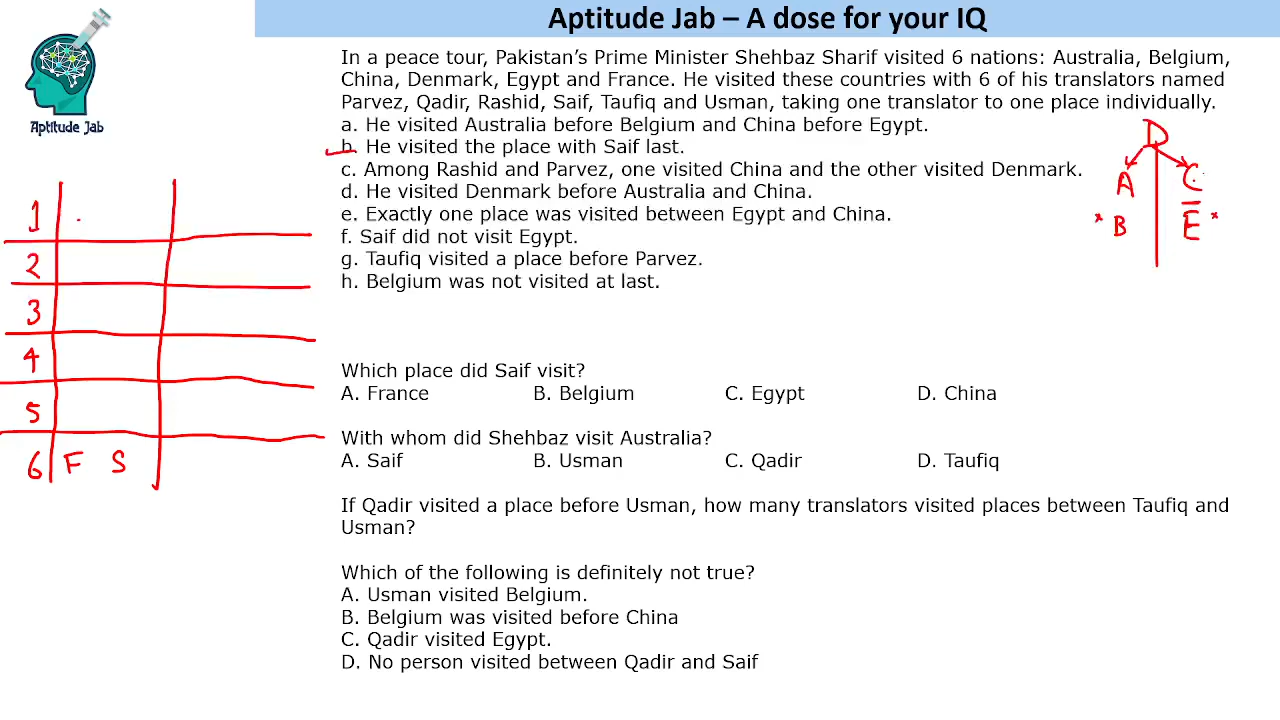 Aptitude Jab – A dose for your IQ
Aptitude Jab
In a peace tour, Pakistan's Prime Minister Shehbaz Sharif visited 6 nations: Australia, Belgium,
China, Denmark, Egypt and France. He visited these countries with 6 of his translators named
Parvez, Qadir, Rashid, Saif, Taufiq and Usman, taking one translator to one place individually.
a. He visited Australia before Belgium and China before Egypt.
b. He visited the place with Saif last.
c. Among Rashid and Parvez, one visited China and the other visited Denmark.
d. He visited Denmark before Australia and China.
e. Exactly one place was visited between Egypt and China.
f. Saif did not visit Egypt.
g. Taufiq visited a place before Parvez.
h. Belgium was not visited at last.
D
A C
B E
1
2
3
4
5
6 F S
Which place did Saif visit?
A. France B. Belgium C. Egypt D. China
With whom did Shehbaz visit Australia?
A. Saif B. Usman C. Qadir D. Taufiq
If Qadir visited a place before Usman, how many translators visited places between Taufiq and
Usman?
Which of the following is definitely not true?
A. Usman visited Belgium.
B. Belgium was visited before China
C. Qadir visited Egypt.
D. No person visited between Qadir and Saif